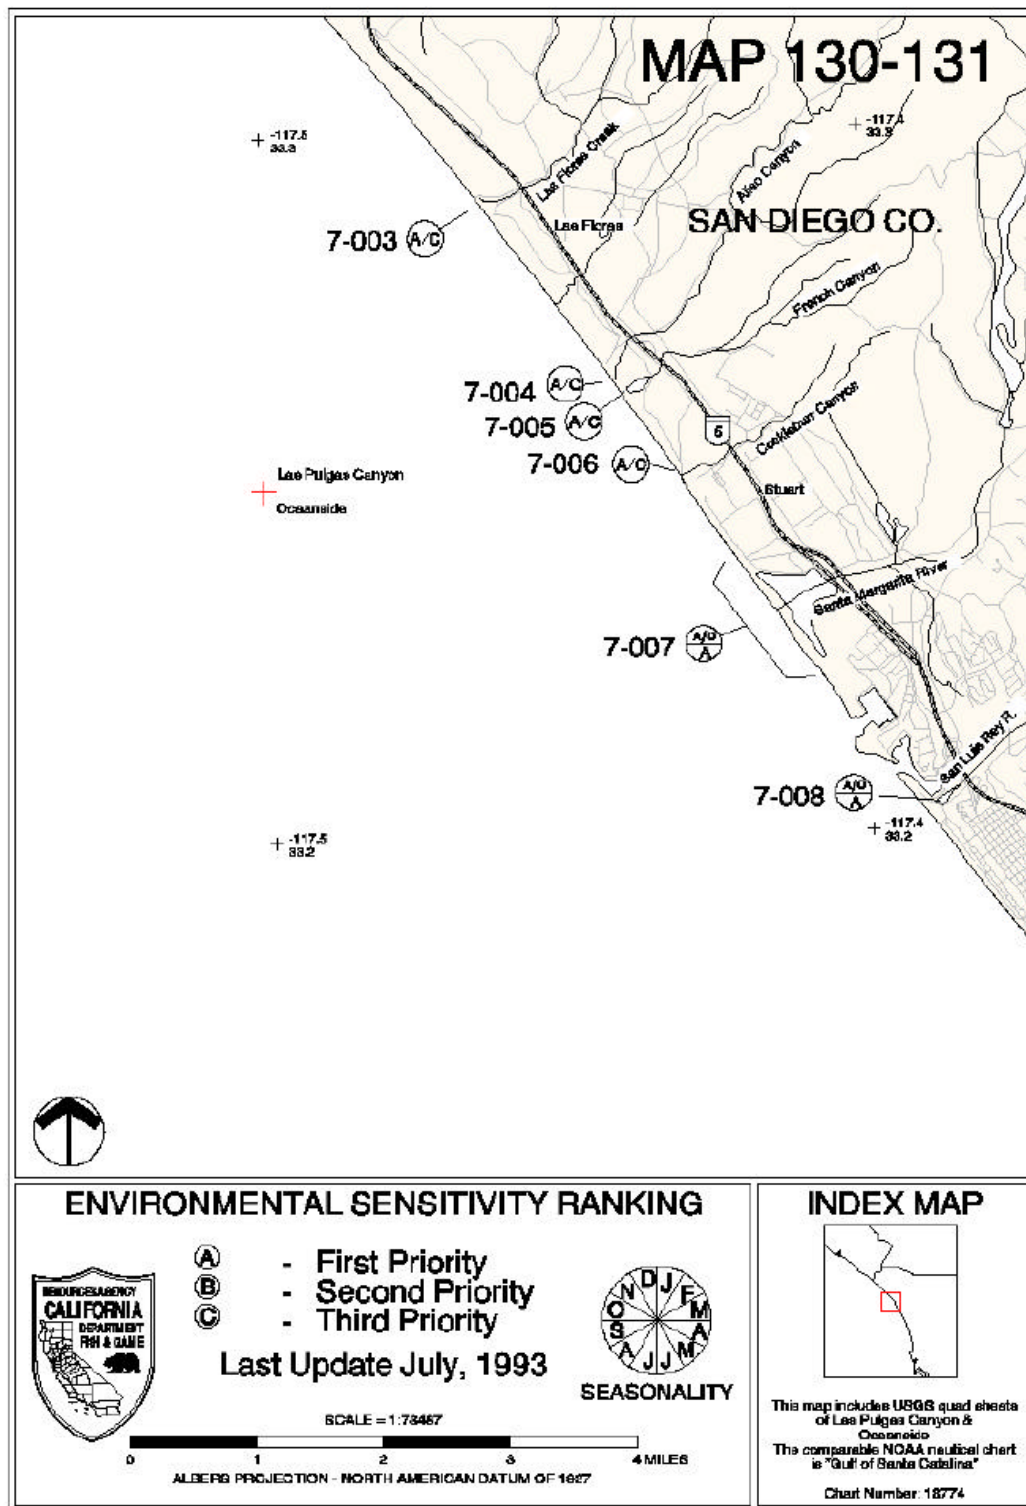 MAP 130-131
-117.5
33.3
-117.4
33.3
Las Flores Creek
Aliso Canyon
Las Flores
SAN DIEGO CO.
7-003 A/C
French Canyon
7-004 A/C
7-005 A/C
5
Cockleburr Canyon
7-006 A/C
Las Pulgas Canyon
Stuart
Oceanside
Santa Margarita River
7-007
A
San Luis Rey R.
7-008
A
-117.4
33.2
-117.5
33.2
ENVIRONMENTAL SENSITIVITY RANKING
A - First Priority
B - Second Priority
C - Third Priority
Last Update July, 1993
RESOURCES AGENCY
CALIFORNIA
DEPARTMENT
FISH & GAME
J F M A M J J A S O N D
SEASONALITY
0 1 2 3 4 MILES
ALBERS PROJECTION - NORTH AMERICAN DATUM OF 1927
INDEX MAP
This map includes USGS quad sheets
of Las Pulgas Canyon &
Oceanside
The comparable NOAA nautical chart
is "Gulf of Santa Catalina"
Chart Number: 18774